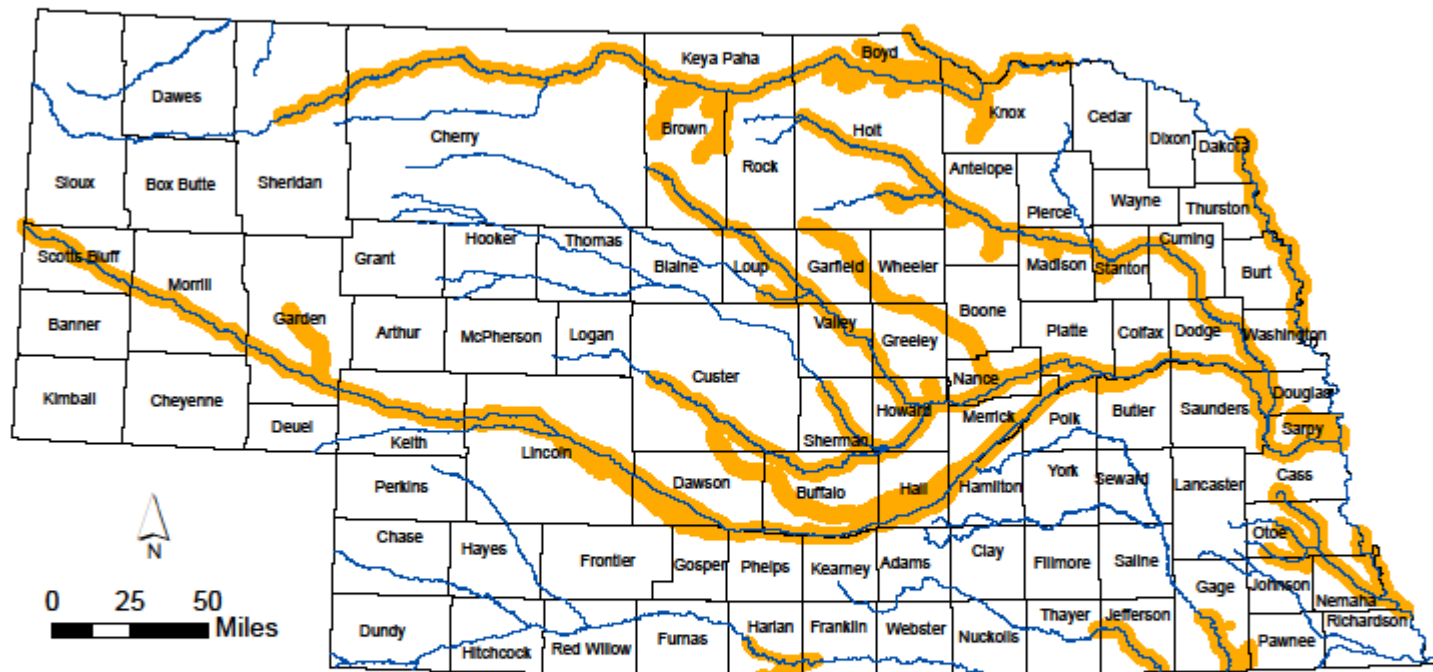 Keya Paha
Boyd
Dawes
Cherry
Brown
Holt
Knox
Cedar
Dixon
Dakota
Sioux
Box Butte
Sheridan
Rock
Antelope
Pierce
Wayne
Thurston
Scotts Bluff
Morrill
Grant
Hooker
Thomas
Blaine
Loup
Garfield
Wheeler
Madison
Stanton
Cuming
Burt
Banner
Garden
Arthur
McPherson
Logan
Valley
Greeley
Boone
Platte
Colfax
Dodge
Washington
Kimball
Cheyenne
Deuel
Keith
Lincoln
Custer
Sherman
Howard
Nance
Merrick
Polk
Butler
Saunders
Douglas
Sarpy
Perkins
Dawson
Buffalo
Hall
Hamilton
York
Seward
Lancaster
Cass
Chase
Hayes
Frontier
Gosper
Phelps
Kearney
Adams
Clay
Fillmore
Saline
Gage
Otoe
Johnson
Nemaha
Dundy
Hitchcock
Red Willow
Furnas
Harlan
Franklin
Webster
Nuckolls
Thayer
Jefferson
Pawnee
Richardson
N
0 25 50
Miles